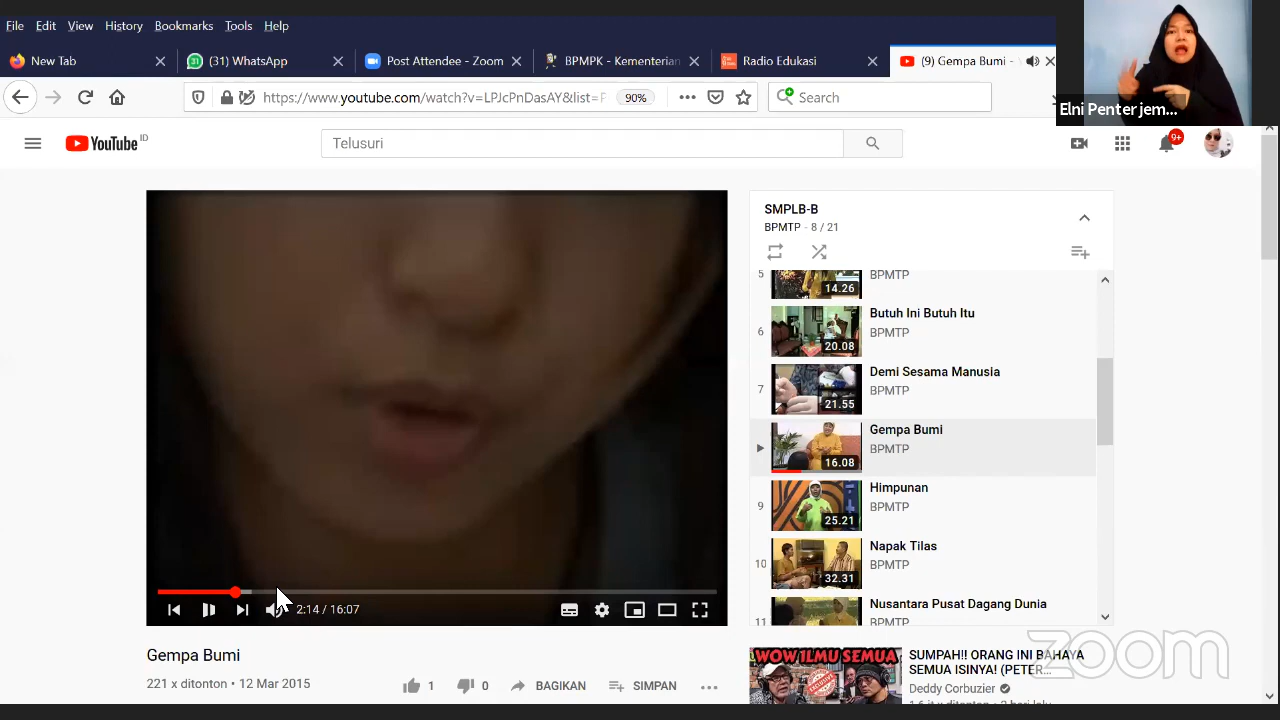 File Edit View History Bookmarks Tools Help
New Tab
(31) WhatsApp
Post Attendee - Zoom
BPMPK - Kementerian
Radio Edukasi
(9) Gempa Bumi -
Elni Penterjem...
https://www.youtube.com/watch?v=LPJcPnDasAY&list=P
90%
Search
YouTube ID
Telusuri
9+
SMPLB-B
BPMTP - 8 / 21
5
14.26
BPMTP
6
20.08
Butuh Ini Butuh Itu
BPMTP
7
21.55
Demi Sesama Manusia
BPMTP
16.08
Gempa Bumi
BPMTP
9
25.21
Himpunan
BPMTP
10
32.31
Napak Tilas
BPMTP
11
Nusantara Pusat Dagang Dunia
BPMTP
2:14 / 16:07
Gempa Bumi
221 x ditonton • 12 Mar 2015
1
0
BAGIKAN
SIMPAN
WOW ILMU SEMUA
EXCLUSIVE
SUMPAH!! ORANG INI BAHAYA
SEMUA ISINYA! (PETER...
Deddy Corbuzier
zoom